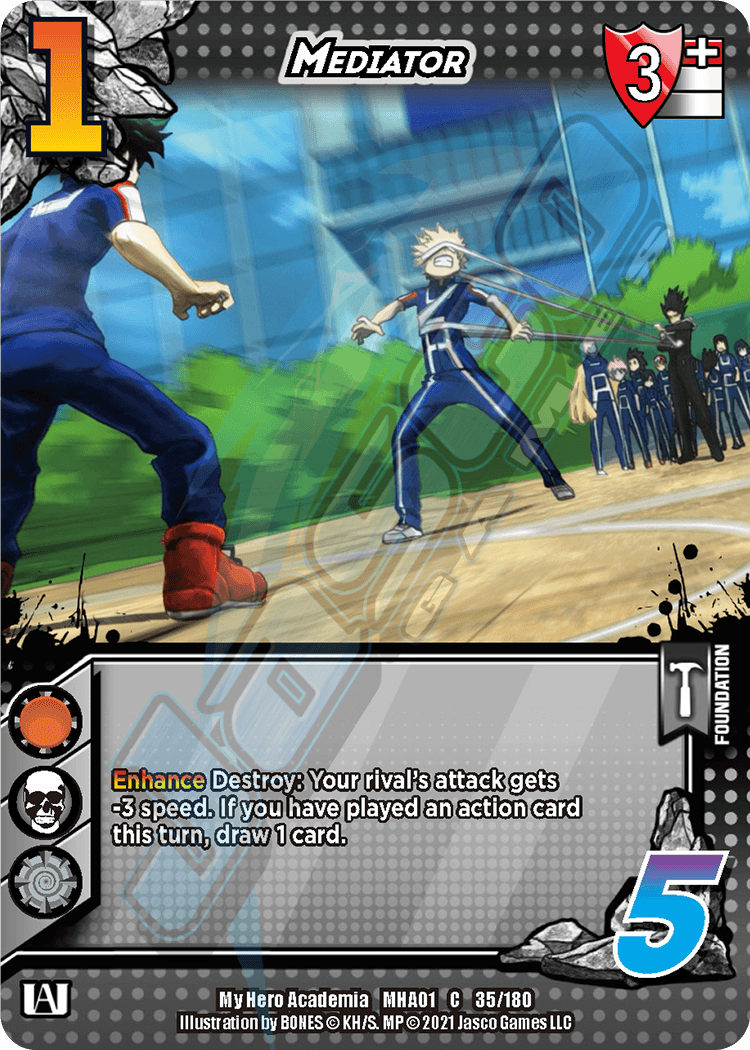 1
MEDIATOR
3
+
FOUNDATION
Enhance Destroy: Your rival's attack gets
-3 speed. If you have played an action card
this turn, draw 1 card.
5
UA
My Hero Academia MHA01 C 35/180
Illustration by BONES © KH/S. MP © 2021 Jasco Games LLC